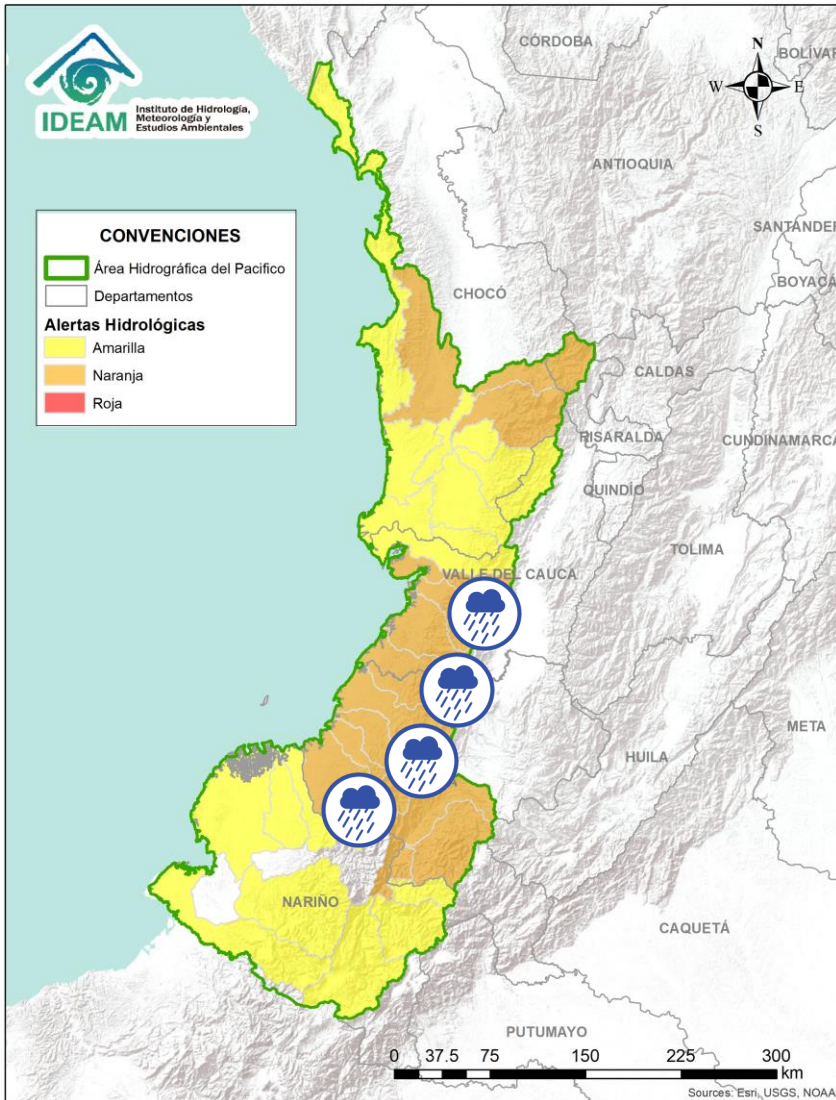 IDEAM
Instituto de Hidrología,
Meteorología y
Estudios Ambientales
CÓRDOBA
BOLÍVAR
N
W
E
S
ANTIOQUIA
SANTANDER
BOYACÁ
CONVENCIONES
Área Hidrográfica del Pacifico
Departamentos
Alertas Hidrológicas
Amarilla
Naranja
Roja
CHOCÓ
CALDAS
RISARALDA
CUNDINAMARCA
QUINDÍO
TOLIMA
VALLE DEL CAUCA
META
HUILA
NARIÑO
CAQUETÁ
PUTUMAYO
0 37.5 75 150 225 300
km
Sources: Esri, USGS, NOAA